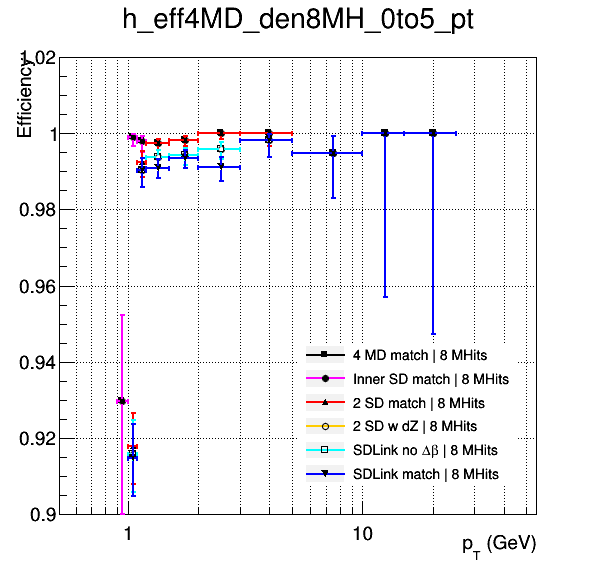 h_eff4MD_den8MH_0to5_pt
Efficiency
1.02
1
0.98
0.96
0.94
0.92
0.9
4 MD match | 8 MHits
Inner SD match | 8 MHits
2 SD match | 8 MHits
2 SD w dZ | 8 MHits
SDLink no Δβ | 8 MHits
SDLink match | 8 MHits
1
10
p_T (GeV)